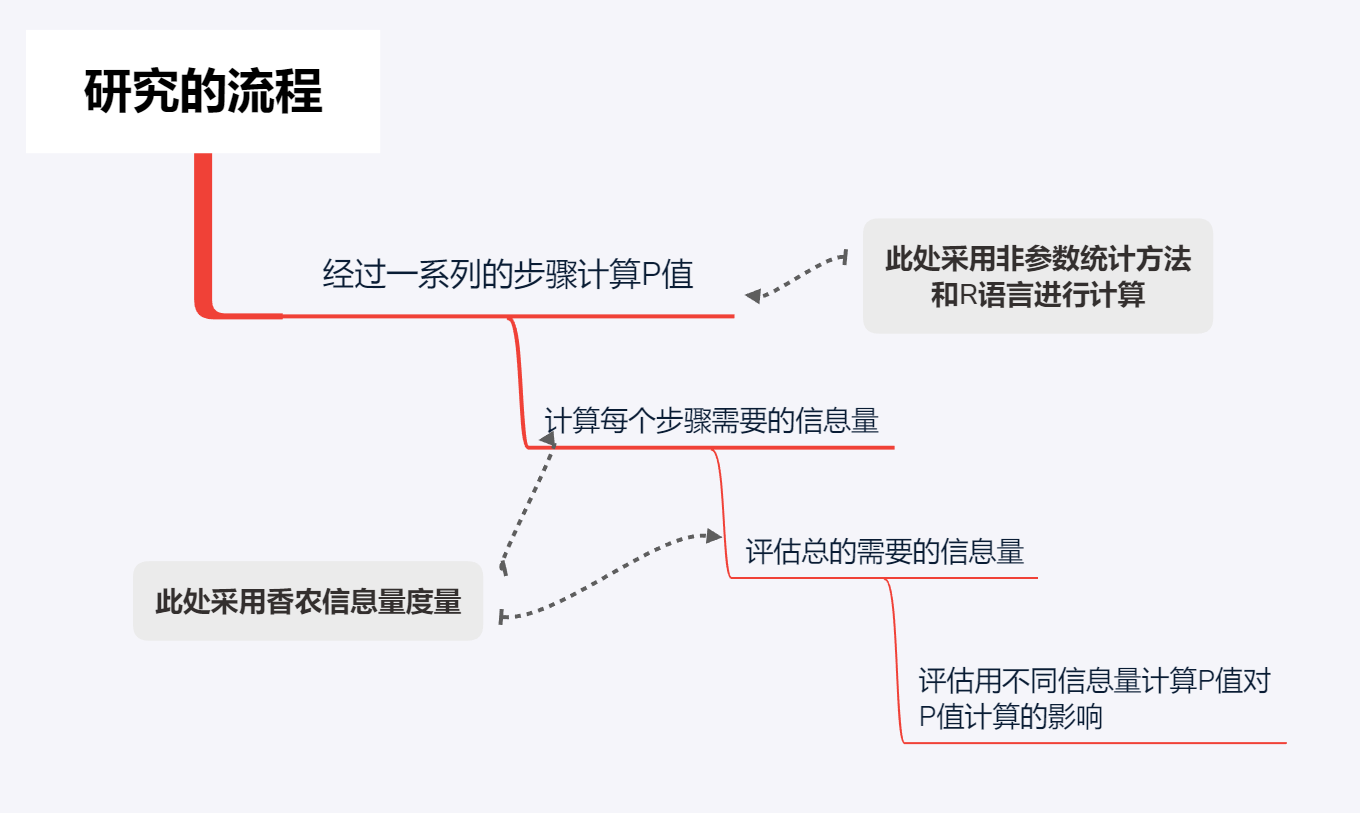 研究的流程
经过一系列的步骤计算P值
此处采用非参数统计方法
和R语言进行计算
计算每个步骤需要的信息量
评估总的需要的信息量
此处采用香农信息量度量
评估用不同信息量计算P值对
P值计算的影响